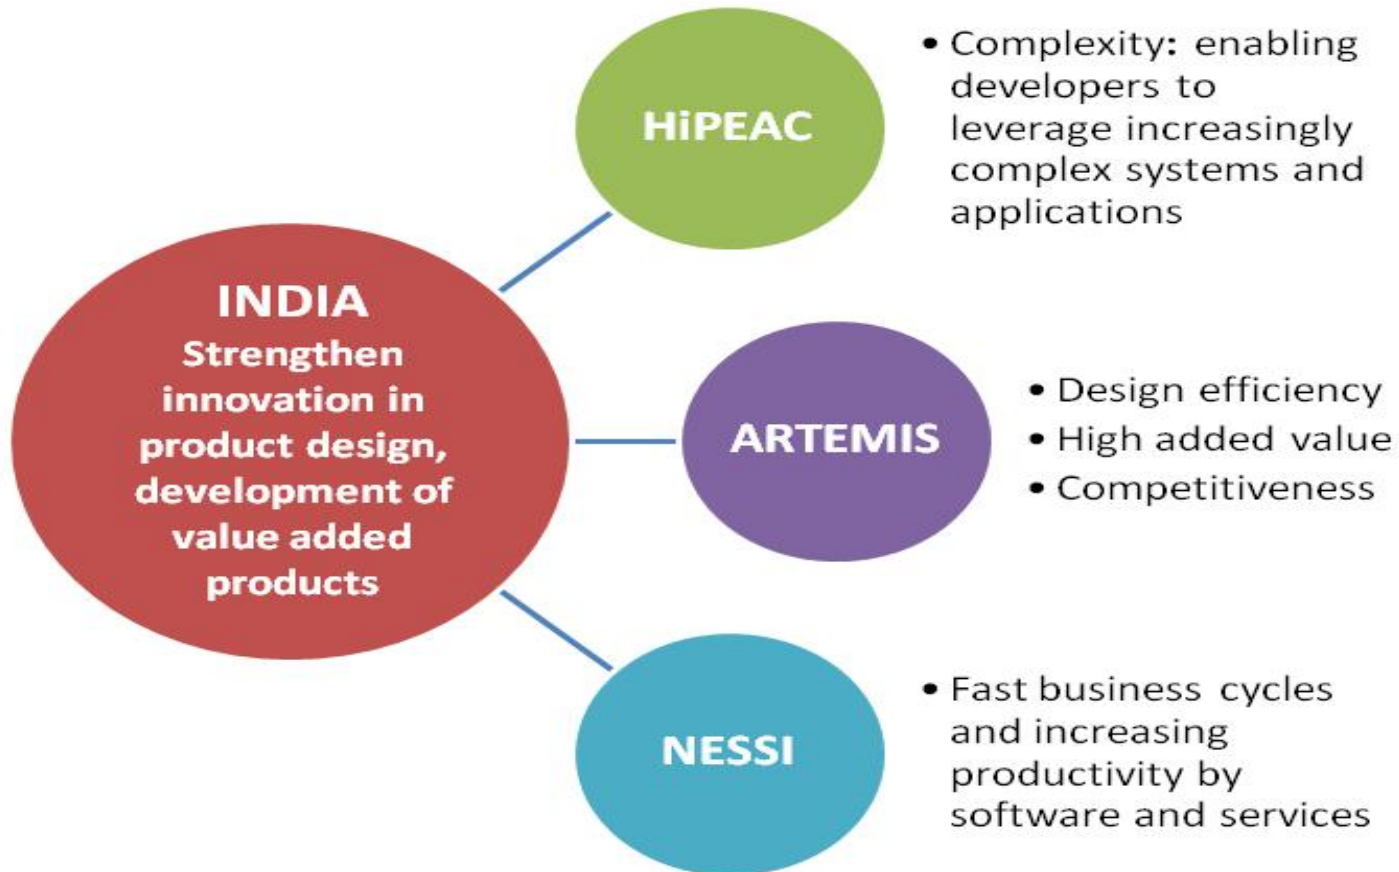 INDIA
Strengthen
innovation in
product design,
development of
value added
products
HiPEAC
• Complexity: enabling
developers to
leverage increasingly
complex systems and
applications
ARTEMIS
• Design efficiency
• High added value
• Competitiveness
NESSI
• Fast business cycles
and increasing
productivity by
software and services